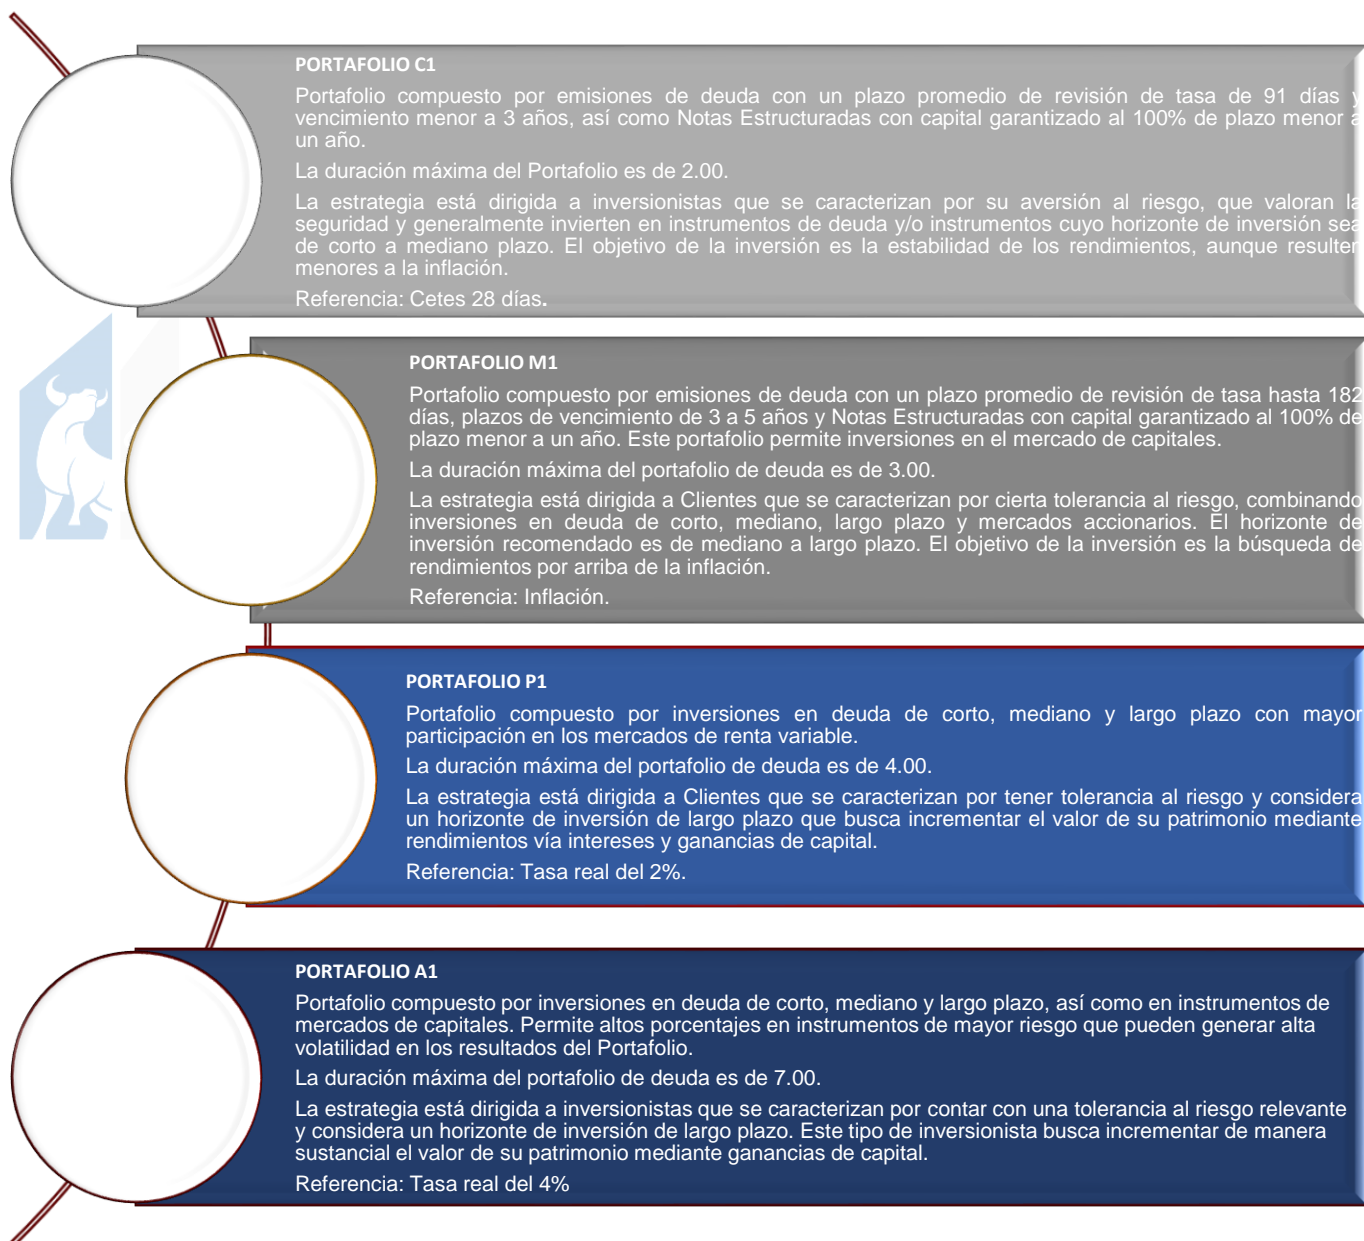 PORTAFOLIO C1
Portafolio compuesto por emisiones de deuda con un plazo promedio de revisión de tasa de 91 días y
vencimiento menor a 3 años, así como Notas Estructuradas con capital garantizado al 100% de plazo menor a
un año.
La duración máxima del Portafolio es de 2.00.
La estrategia está dirigida a inversionistas que se caracterizan por su aversión al riesgo, que valoran la
seguridad y generalmente invierten en instrumentos de deuda y/o instrumentos cuyo horizonte de inversión sea
de corto a mediano plazo. El objetivo de la inversión es la estabilidad de los rendimientos, aunque resulten
menores a la inflación.
Referencia: Cetes 28 días.
PORTAFOLIO M1
Portafolio compuesto por emisiones de deuda con un plazo promedio de revisión de tasa hasta 182
días, plazos de vencimiento de 3 a 5 años y Notas Estructuradas con capital garantizado al 100% de
plazo menor a un año. Este portafolio permite inversiones en el mercado de capitales.
La duración máxima del portafolio de deuda es de 3.00.
La estrategia está dirigida a Clientes que se caracterizan por cierta tolerancia al riesgo, combinando
inversiones en deuda de corto, mediano, largo plazo y mercados accionarios. El horizonte de
inversión recomendado es de mediano a largo plazo. El objetivo de la inversión es la búsqueda de
rendimientos por arriba de la inflación.
Referencia: Inflación.
PORTAFOLIO P1
Portafolio compuesto por inversiones en deuda de corto, mediano y largo plazo con mayor
participación en los mercados de renta variable.
La duración máxima del portafolio de deuda es de 4.00.
La estrategia está dirigida a Clientes que se caracterizan por tener tolerancia al riesgo y considera
un horizonte de inversión de largo plazo que busca incrementar el valor de su patrimonio mediante
rendimientos vía intereses y ganancias de capital.
Referencia: Tasa real del 2%.
PORTAFOLIO A1
Portafolio compuesto por inversiones en deuda de corto, mediano y largo plazo, así como en instrumentos de
mercados de capitales. Permite altos porcentajes en instrumentos de mayor riesgo que pueden generar alta
volatilidad en los resultados del Portafolio.
La duración máxima del portafolio de deuda es de 7.00.
La estrategia está dirigida a inversionistas que se caracterizan por contar con una tolerancia al riesgo relevante
y considera un horizonte de inversión de largo plazo. Este tipo de inversionista busca incrementar de manera
sustancial el valor de su patrimonio mediante ganancias de capital.
Referencia: Tasa real del 4%